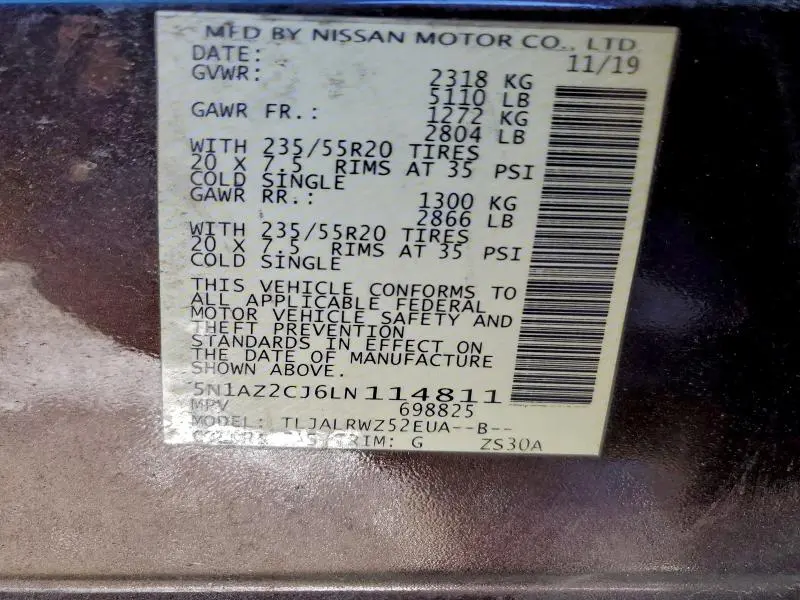 MFD BY NISSAN MOTOR CO., LTD
DATE: 11/19
GVWR: 2318 KG
5110 LB
GAWR FR.: 1272 KG
2804 LB
WITH 235/55R20 TIRES
20 X 7.5 RIMS AT 35 PSI
COLD SINGLE
GAWR RR.: 1300 KG
2866 LB
WITH 235/55R20 TIRES
20 X 7.5 RIMS AT 35 PSI
COLD SINGLE
THIS VEHICLE CONFORMS TO
ALL APPLICABLE FEDERAL
MOTOR VEHICLE SAFETY AND
THEFT PREVENTION
STANDARDS IN EFFECT ON
THE DATE OF MANUFACTURE
SHOWN ABOVE.
5N1AZ2CJ6LN114811
MPV 698825
MODEL: TLJALRWZ52EUA--B--
G ZS30A